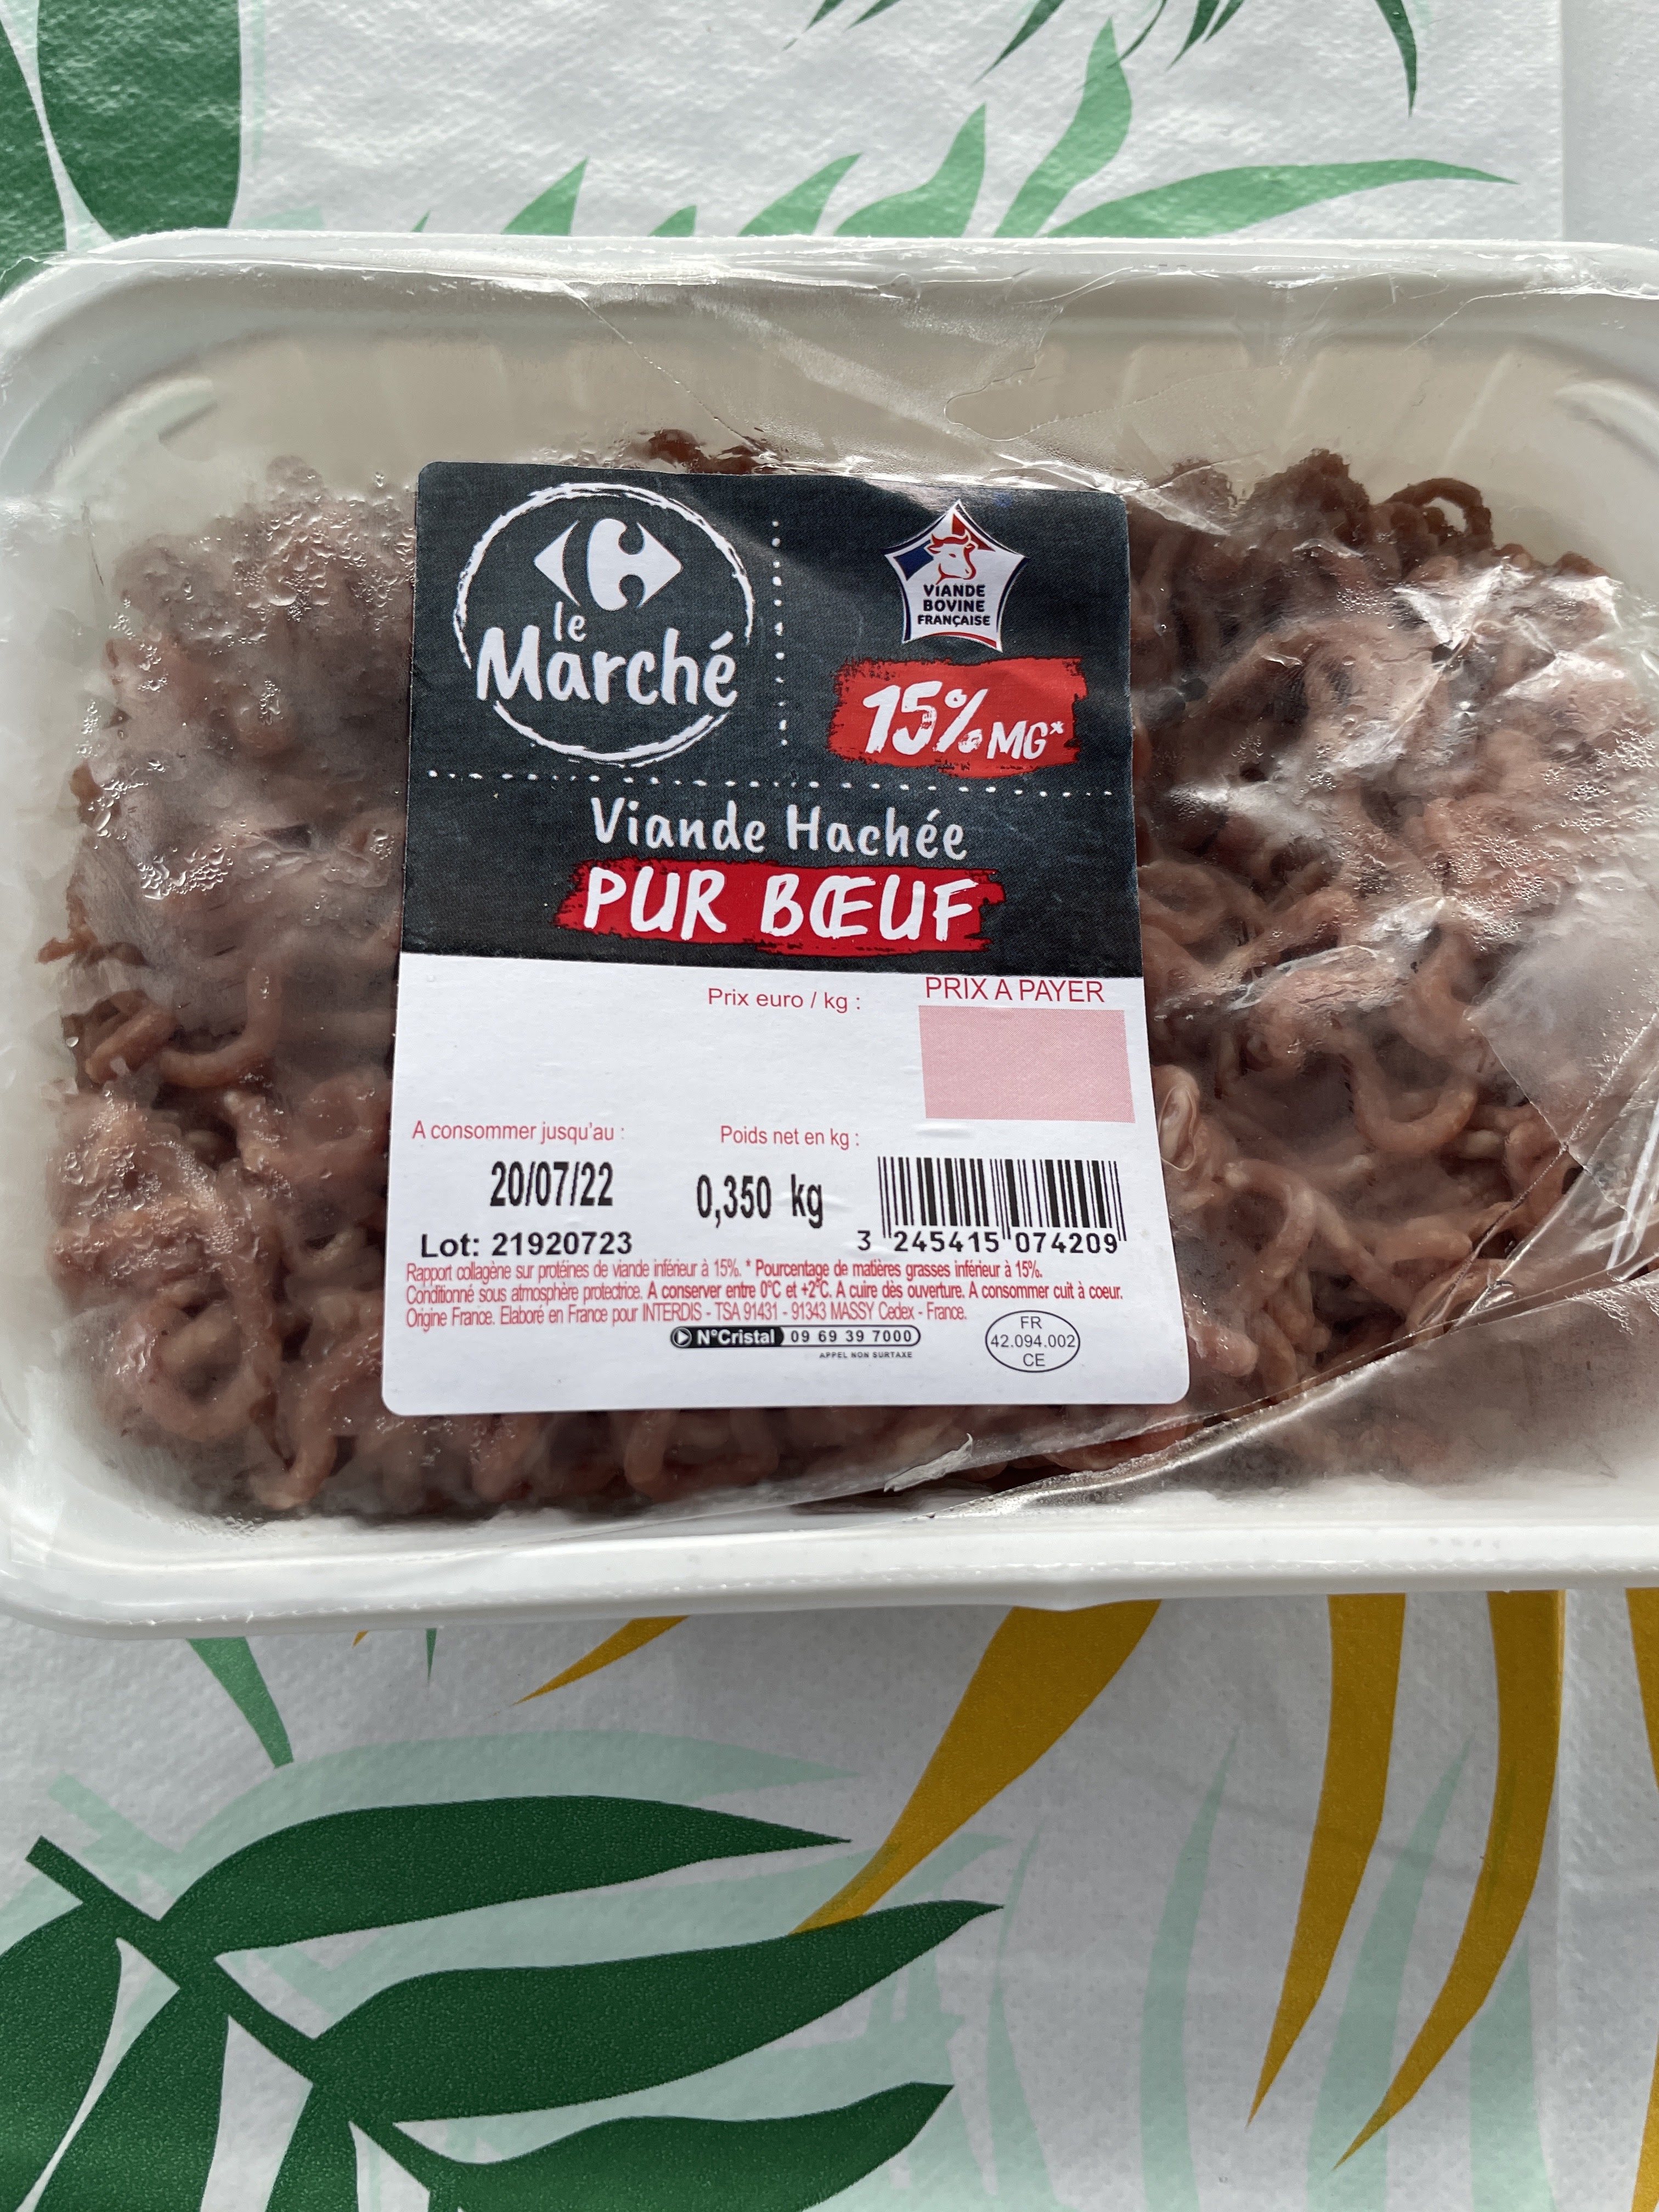 le
Marché
VIANDE
BOVINE
FRANÇAISE
15% MG*
Viande Hachée
PUR BŒUF
Prix euro / kg :
PRIX A PAYER
A consommer jusqu'au :
Poids net en kg :
20/07/22
0,350 kg
Lot: 21920723
3 245415 074209
Rapport collagène sur protéines de viande inférieur à 15%. * Pourcentage de matières grasses inférieur à 15%.
Conditionné sous atmosphère protectrice. A conserver entre 0°C et +2°C. A cuire dès ouverture. A consommer cuit à coeur.
Origine France. Elaboré en France pour INTERDIS - TSA 91431 - 91343 MASSY Cedex - France.
N°Cristal 09 69 39 7000
APPEL NON SURTAXE
FR
42.094.002
CE